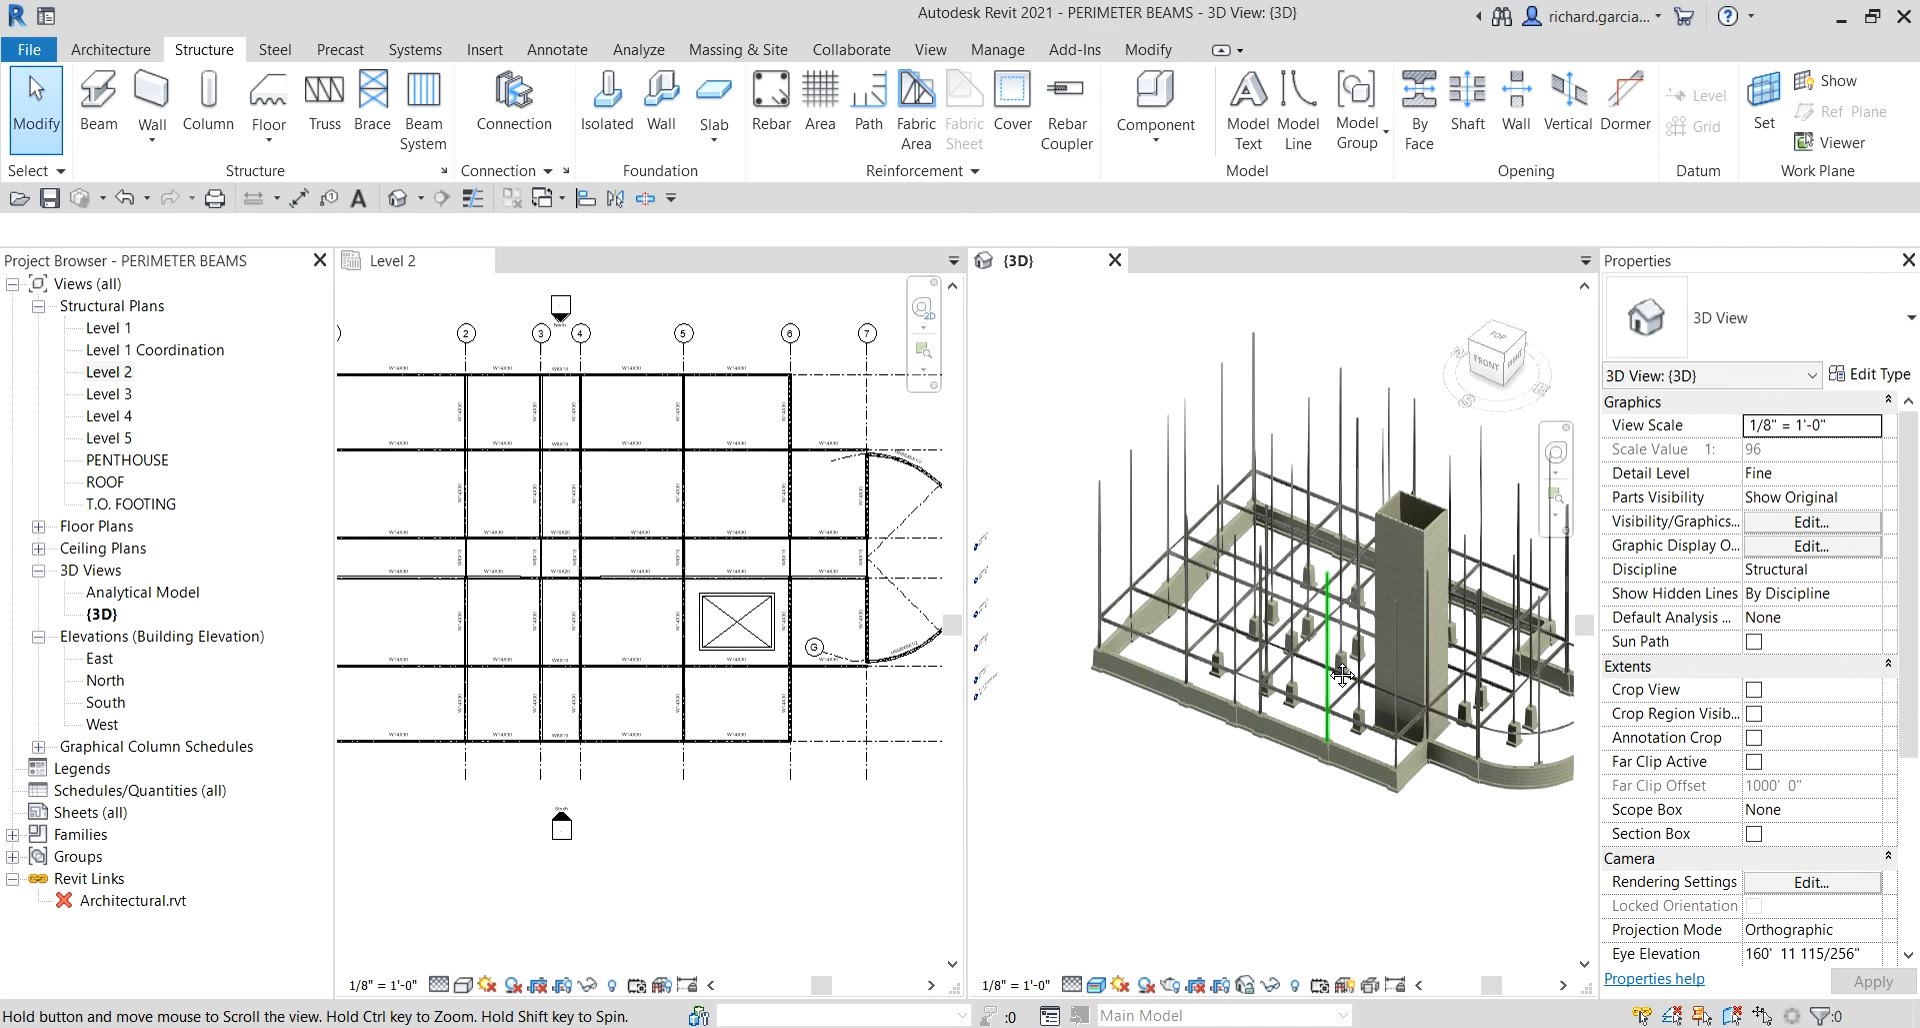 Autodesk Revit 2021 - PERIMETER BEAMS - 3D View: {3D}
richard.garcia...
File Architecture Structure Steel Precast Systems Insert Annotate Analyze Massing & Site Collaborate View Manage Add-Ins Modify
Modify Beam Wall Column Floor Truss Brace Beam System Connection Isolated Wall Slab Rebar Area Path Fabric Area Fabric Sheet Cover Rebar Coupler Component Model Text Model Line Model Group By Face Shaft Wall Vertical Dormer Level Grid Set Show Ref Plane Viewer
Select Structure Connection Foundation Reinforcement Model Opening Datum Work Plane
Project Browser - PERIMETER BEAMS
Views (all)
Structural Plans
Level 1
Level 1 Coordination
Level 2
Level 3
Level 4
Level 5
PENTHOUSE
ROOF
T.O. FOOTING
Floor Plans
Ceiling Plans
3D Views
Analytical Model
{3D}
Elevations (Building Elevation)
East
North
South
West
Graphical Column Schedules
Legends
Schedules/Quantities (all)
Sheets (all)
Families
Groups
Revit Links
Architectural.rvt
Level 2
2D
North
2 3 4 5 6 7
G
South
1/8" = 1'-0"
{3D}
TOP
FRONT
RIGHT
1/8" = 1'-0"
Properties
3D View
3D View: {3D} Edit Type
Graphics
View Scale 1/8" = 1'-0"
Scale Value 1: 96
Detail Level Fine
Parts Visibility Show Original
Visibility/Graphics... Edit...
Graphic Display O... Edit...
Discipline Structural
Show Hidden Lines By Discipline
Default Analysis ... None
Sun Path
Extents
Crop View
Crop Region Visib...
Annotation Crop
Far Clip Active
Far Clip Offset 1000' 0"
Scope Box None
Section Box
Camera
Rendering Settings Edit...
Locked Orientation
Projection Mode Orthographic
Eye Elevation 160' 11 115/256"
Properties help Apply
Hold button and move mouse to Scroll the view. Hold Ctrl key to Zoom. Hold Shift key to Spin.
:0
Main Model
:0